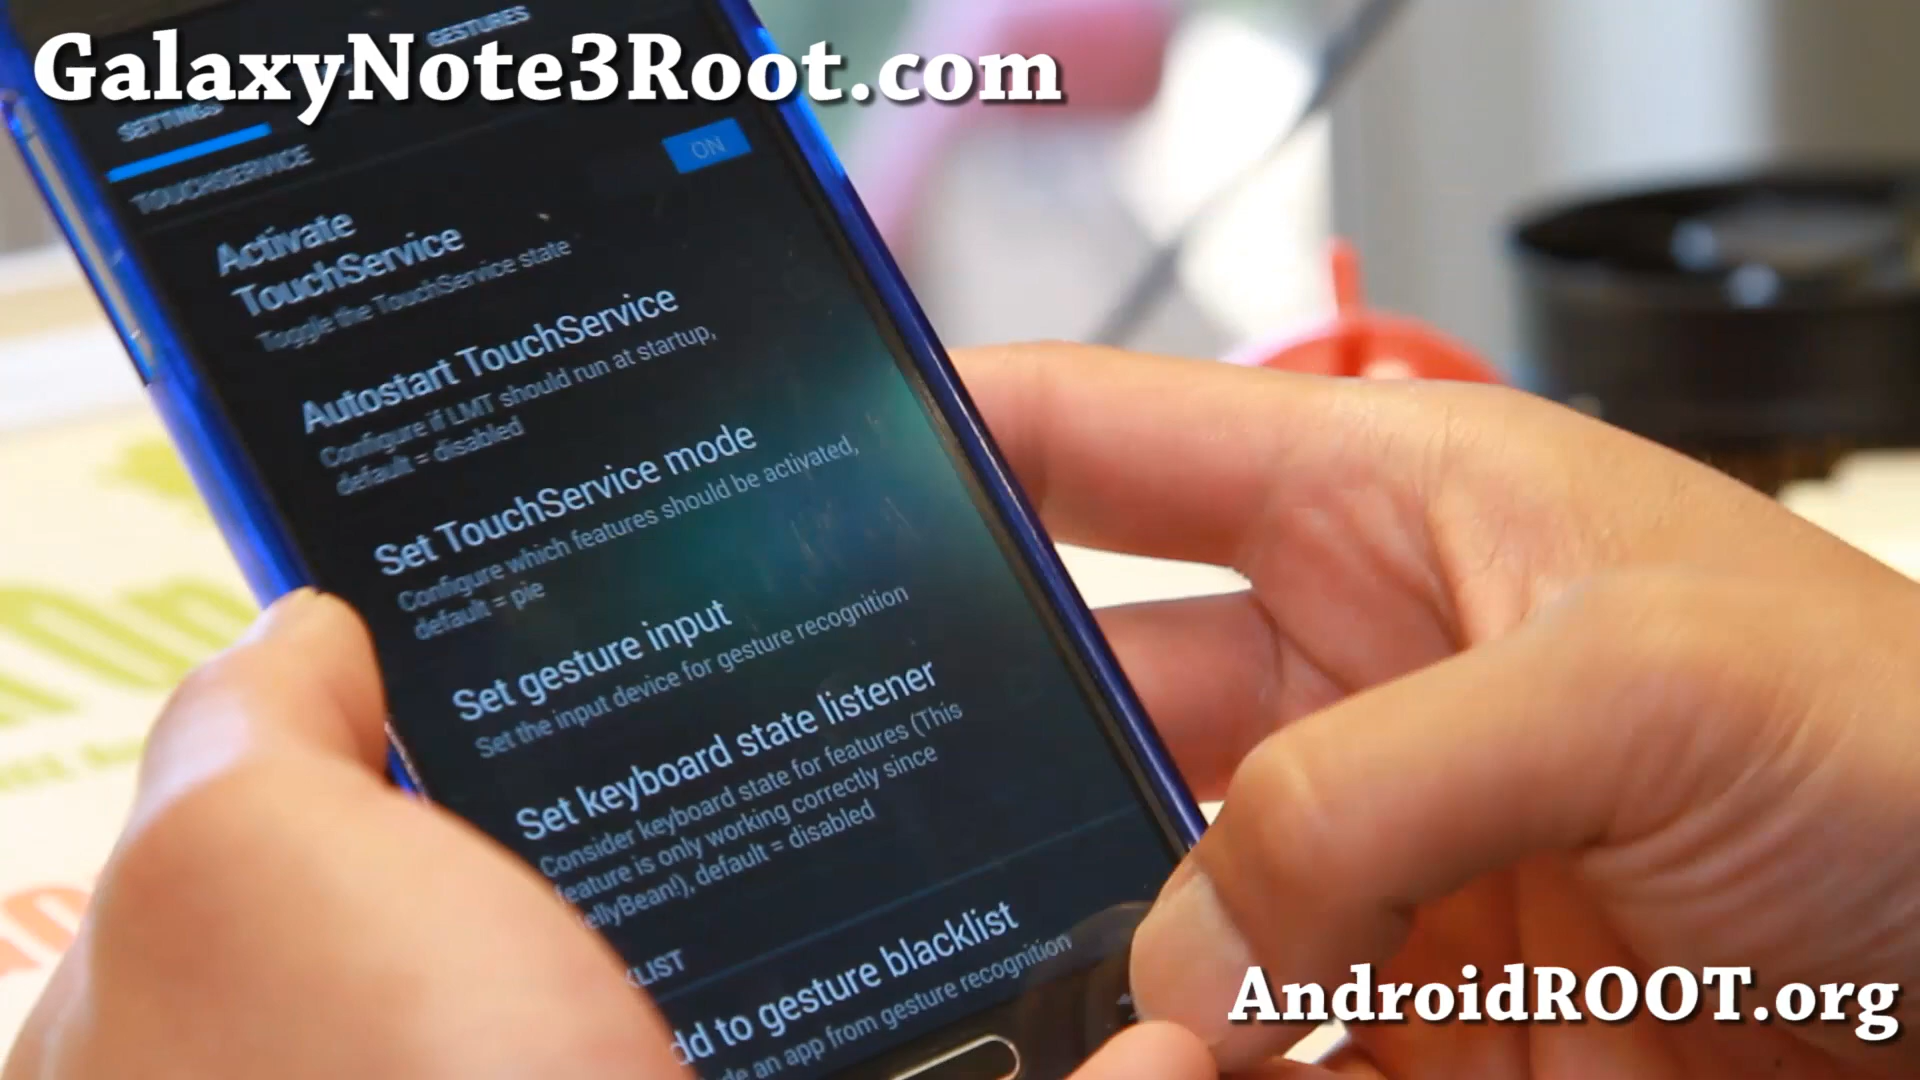 GalaxyNote3Root.com
GESTURES
SETTINGS
TOUCHSERVICE
ON
Activate
TouchService
Toggle the TouchService state
Autostart TouchService
Configure if LMT should run at startup,
default = disabled
Set TouchService mode
Configure which features should be activated,
default = pie
Set gesture input
Set the input device for gesture recognition
Set keyboard state listener
Consider keyboard state for features (This
feature is only working correctly since
ellyBean!), default = disabled
KLIST
dd to gesture blacklist
de an app from gesture recognition
AndroidROOT.org